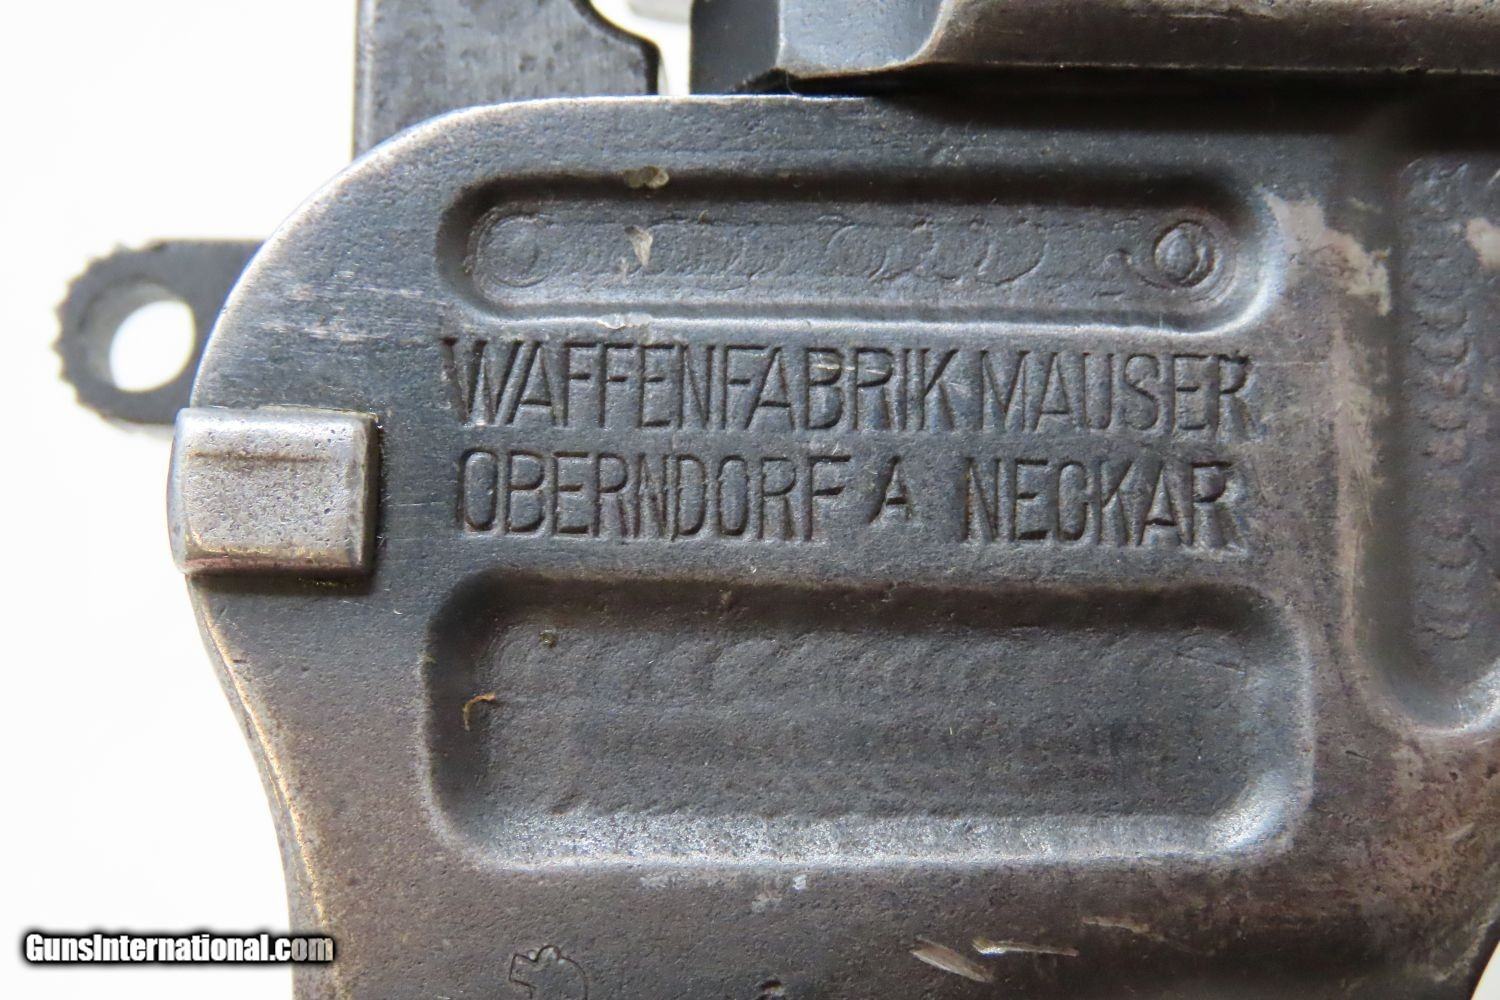 WAFFENFABRIK MAUSER
OBERNDORF A NECKAR
GunsInternational.com